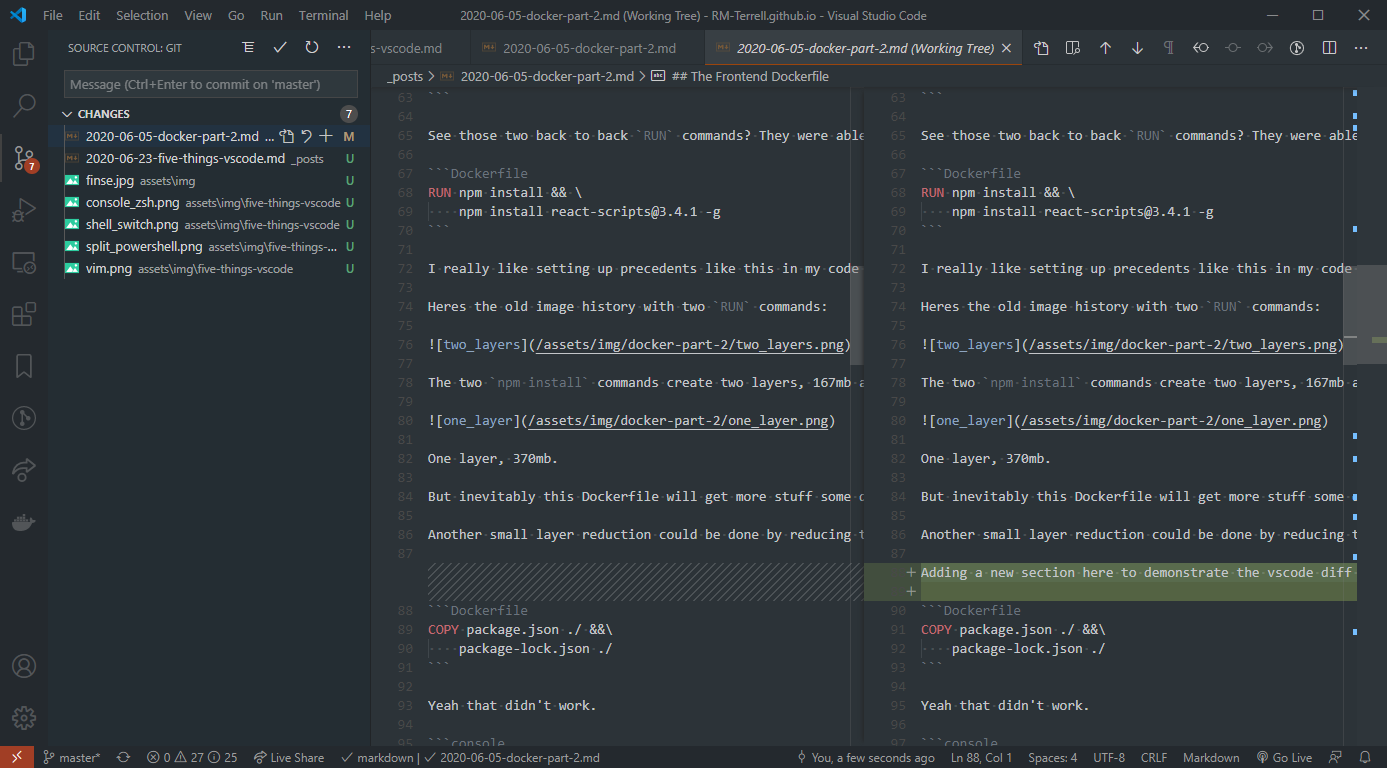 File Edit Selection View Go Run Terminal Help
2020-06-05-docker-part-2.md (Working Tree) - RM-Terrell.github.io - Visual Studio Code
SOURCE CONTROL: GIT
Message (Ctrl+Enter to commit on 'master')
CHANGES 7
2020-06-05-docker-part-2.md ... M
2020-06-23-five-things-vscode.md _posts U
finse.jpg assets\img U
console_zsh.png assets\img\five-things-vscode U
shell_switch.png assets\img\five-things-vscode U
split_powershell.png assets\img\five-things-... U
vim.png assets\img\five-things-vscode U
7
s-vscode.md
2020-06-05-docker-part-2.md
2020-06-05-docker-part-2.md (Working Tree)
_posts > 2020-06-05-docker-part-2.md > ## The Frontend Dockerfile
63 ```
64
65 See those two back to back `RUN` commands? They were able
66
67 ```Dockerfile
68 RUN npm install && \
69 ····npm install react-scripts@3.4.1 -g
70 ```
71
72 I really like setting up precedents like this in my code
73
74 Heres the old image history with two `RUN` commands:
75
76 ![two_layers](/assets/img/docker-part-2/two_layers.png)
77
78 The two `npm install` commands create two layers, 167mb a
79
80 ![one_layer](/assets/img/docker-part-2/one_layer.png)
81
82 One layer, 370mb.
83
84 But inevitably this Dockerfile will get more stuff some
85
86 Another small layer reduction could be done by reducing t
87
88 ```Dockerfile
89 COPY package.json ./ &&\
90 ····package-lock.json ./
91 ```
92
93 Yeah that didn't work.
94
95 ```console
63 ```
64
65 See those two back to back `RUN` commands? They were able
66
67 ```Dockerfile
68 RUN npm install && \
69 ····npm install react-scripts@3.4.1 -g
70 ```
71
72 I really like setting up precedents like this in my code
73
74 Heres the old image history with two `RUN` commands:
75
76 ![two_layers](/assets/img/docker-part-2/two_layers.png)
77
78 The two `npm install` commands create two layers, 167mb a
79
80 ![one_layer](/assets/img/docker-part-2/one_layer.png)
81
82 One layer, 370mb.
83
84 But inevitably this Dockerfile will get more stuff some
85
86 Another small layer reduction could be done by reducing t
87
+ Adding a new section here to demonstrate the vscode diff
+
90 ```Dockerfile
91 COPY package.json ./ &&\
92 ····package-lock.json ./
93 ```
94
95 Yeah that didn't work.
96
97 ```console
master* 0 27 25 Live Share markdown | 2020-06-05-docker-part-2.md You, a few seconds ago Ln 88, Col 1 Spaces: 4 UTF-8 CRLF Markdown Go Live